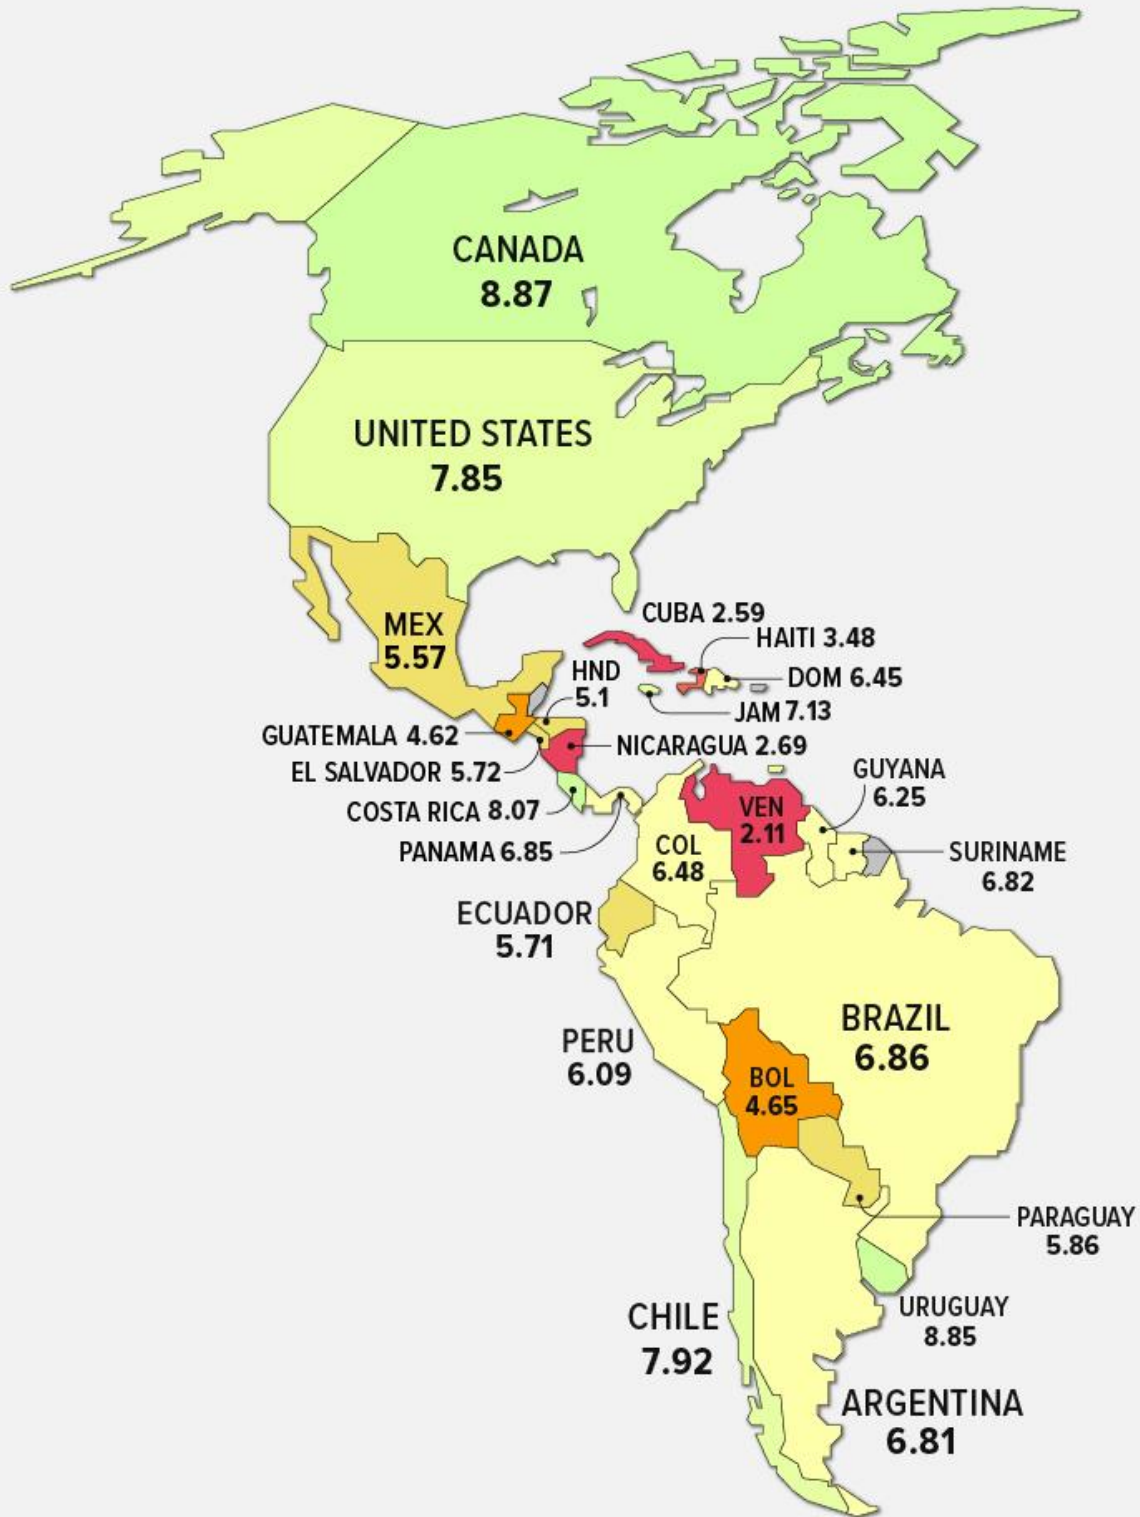 CANADA
8.87
UNITED STATES
7.85
MEX
5.57
CUBA 2.59
HAITI 3.48
DOM 6.45
JAM 7.13
HND
5.1
GUATEMALA 4.62
NICARAGUA 2.69
EL SALVADOR 5.72
COSTA RICA 8.07
PANAMA 6.85
GUYANA
6.25
VEN
2.11
COL
6.48
SURINAME
6.82
ECUADOR
5.71
BRAZIL
6.86
PERU
6.09
BOL
4.65
PARAGUAY
5.86
URUGUAY
8.85
CHILE
7.92
ARGENTINA
6.81